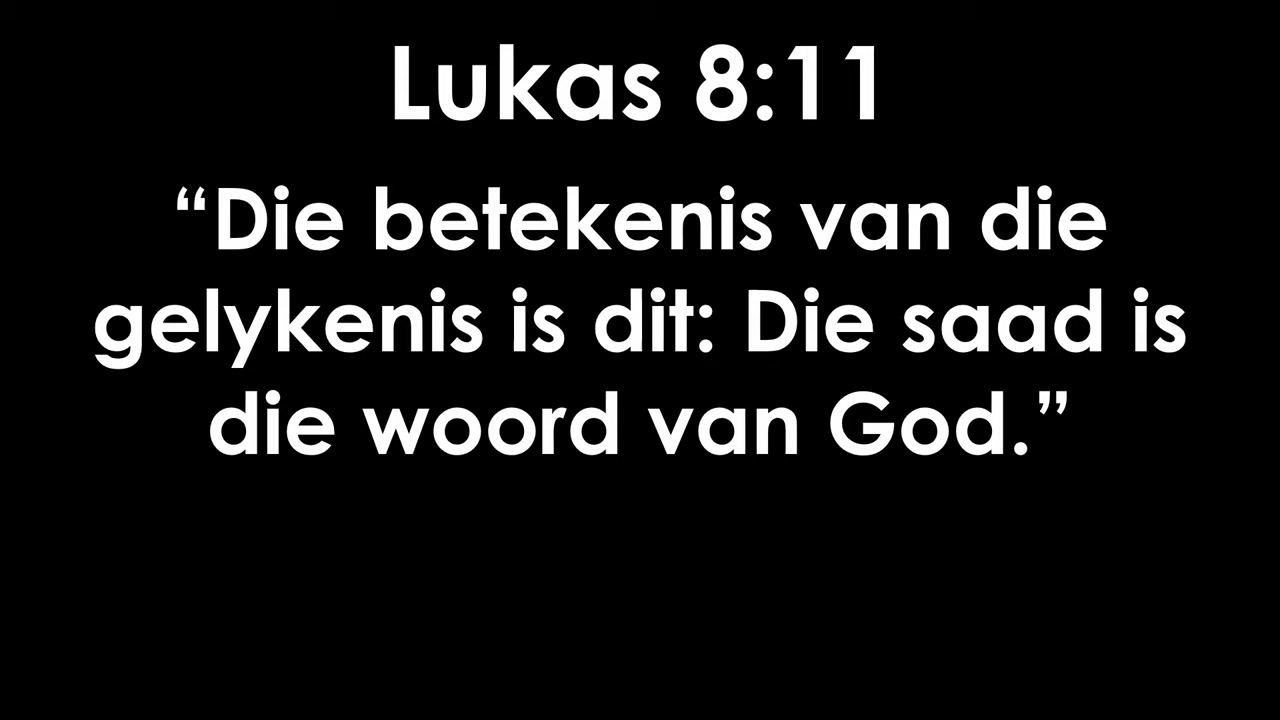 Lukas 8:11
“Die betekenis van die
gelykenis is dit: Die saad is
die woord van God.”